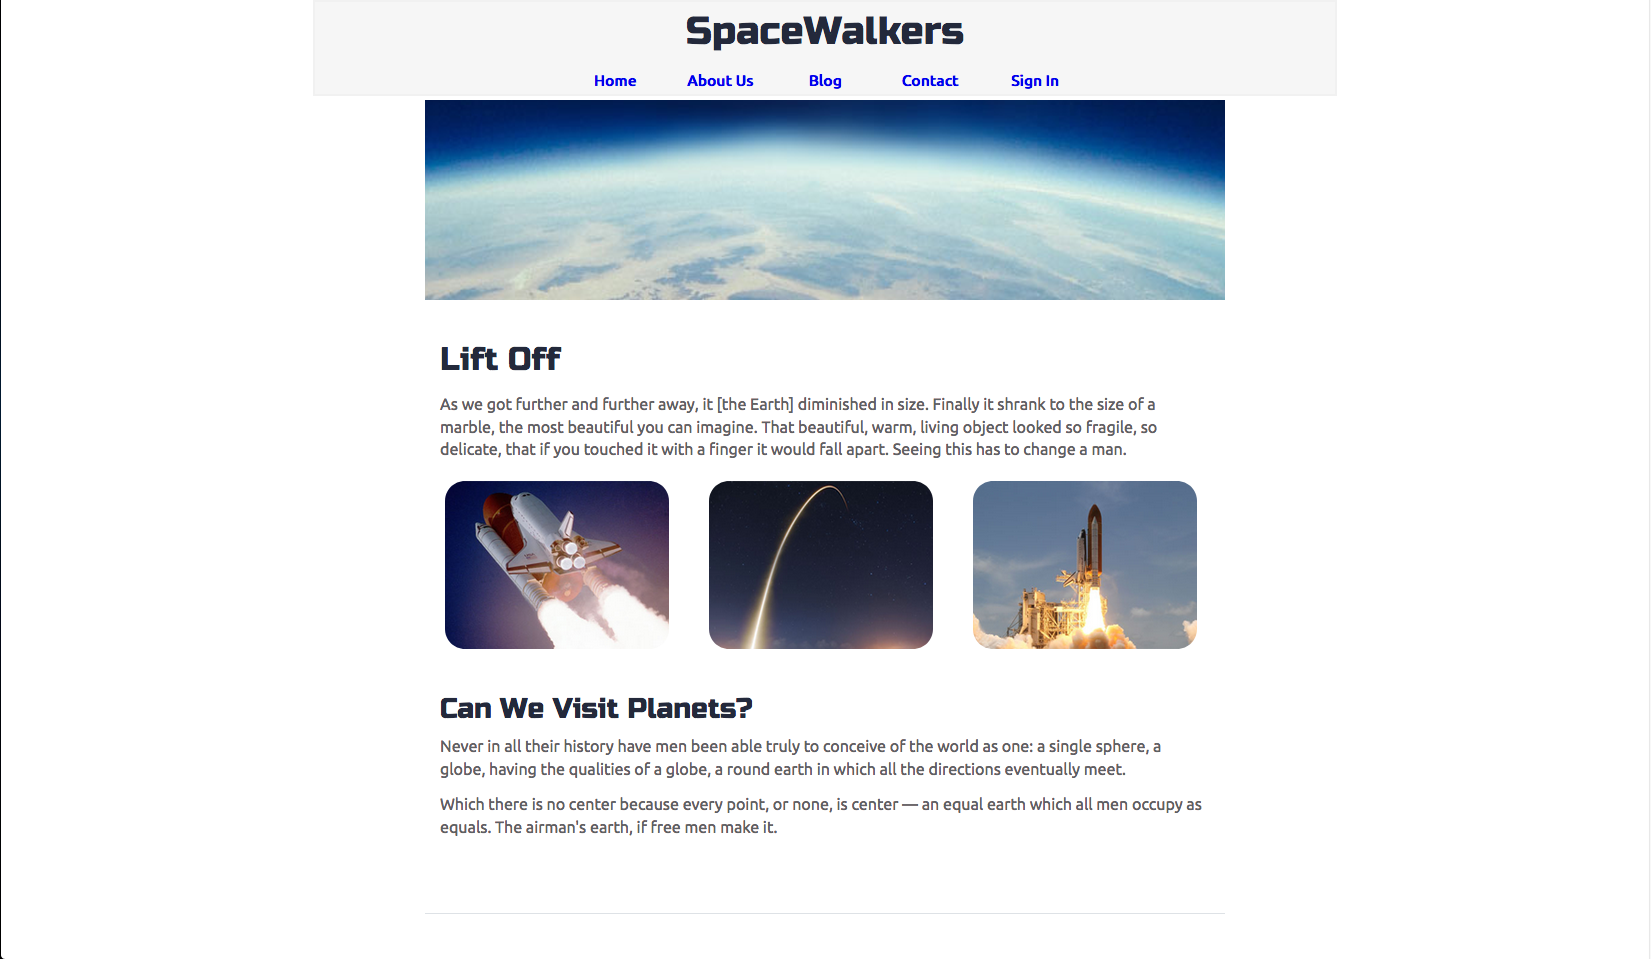 SpaceWalkers
Home About Us Blog Contact Sign In
Lift Off
As we got further and further away, it [the Earth] diminished in size. Finally it shrank to the size of a
marble, the most beautiful you can imagine. That beautiful, warm, living object looked so fragile, so
delicate, that if you touched it with a finger it would fall apart. Seeing this has to change a man.
Can We Visit Planets?
Never in all their history have men been able truly to conceive of the world as one: a single sphere, a
globe, having the qualities of a globe, a round earth in which all the directions eventually meet.
Which there is no center because every point, or none, is center — an equal earth which all men occupy as
equals. The airman's earth, if free men make it.